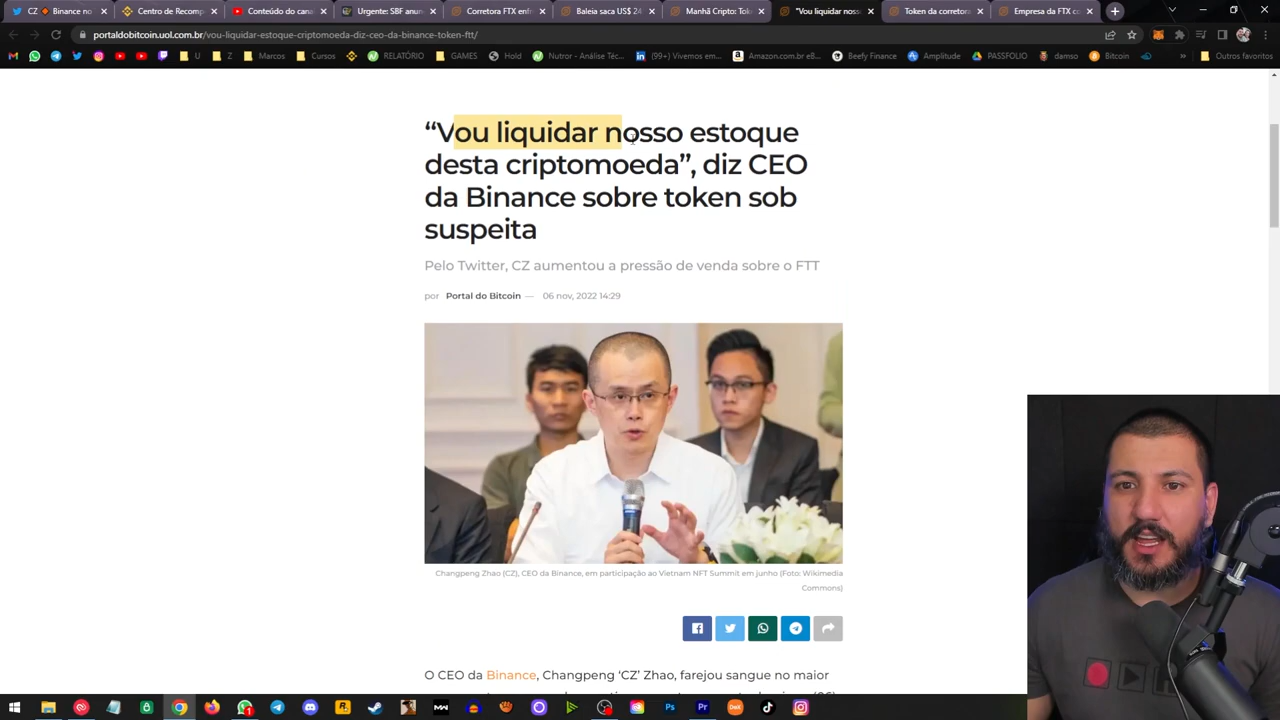 CZ 🔶 Binance no
Centro de Recomp
Canal do cana
Urgente: SBF anun
Corretora FTX enfr
Baleia saca US$ 24
Manhã Cripto: Tok
"Vou liquidar nosso
Token da corretor
Empresa da FTX co
portaldobitcoin.uol.com.br/vou-liquidar-estoque-criptomoeda-diz-ceo-da-binance-token-ftt/
U
Z
Marcos
Cursos
RELATÓRIO
GAMES
Hold
Nutror - Análise Téc...
(99+) Vivemos em...
Amazon.com.br eB...
Beefy Finance
Amplitude
PASSFOLIO
damso
Bitcoin
»
Outros favoritos
“Vou liquidar nosso estoque
desta criptomoeda”, diz CEO
da Binance sobre token sob
suspeita
Pelo Twitter, CZ aumentou a pressão de venda sobre o FTT
por Portal do Bitcoin — 06 nov, 2022 14:29
Changpeng Zhao (CZ), CEO da Binance, em participação ao Vietnam NFT Summit em junho (Foto: Wikimedia
Commons)
O CEO da Binance, Changpeng ‘CZ’ Zhao, farejou sangue no maior